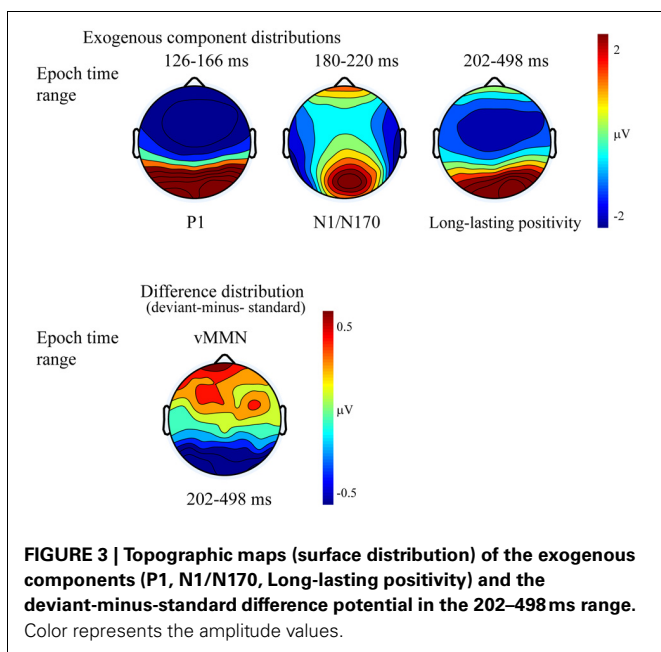 Exogenous component distributions
Epoch time range
126-166 ms 180-220 ms 202-498 ms
P1 N1/N170 Long-lasting positivity
2
µV
-2
Difference distribution
(deviant-minus- standard)
Epoch time range
vMMN
202-498 ms
0.5
µV
-0.5
FIGURE 3 | Topographic maps (surface distribution) of the exogenous
components (P1, N1/N170, Long-lasting positivity) and the
deviant-minus-standard difference potential in the 202–498 ms range.
Color represents the amplitude values.